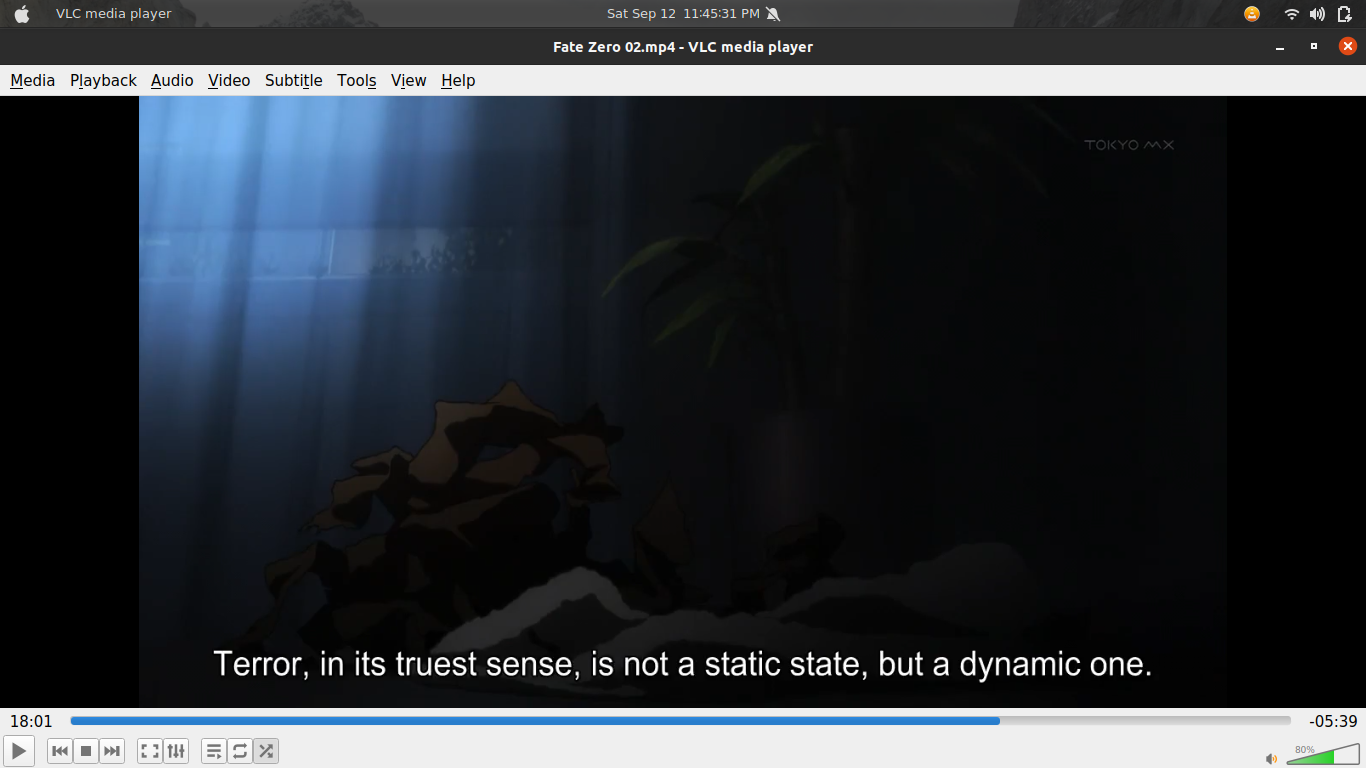 VLC media player
Sat Sep 12 11:45:31 PM
Fate Zero 02.mp4 - VLC media player
Media Playback Audio Video Subtitle Tools View Help
TOKYO MX
Terror, in its truest sense, is not a static state, but a dynamic one.
18:01
-05:39
80%